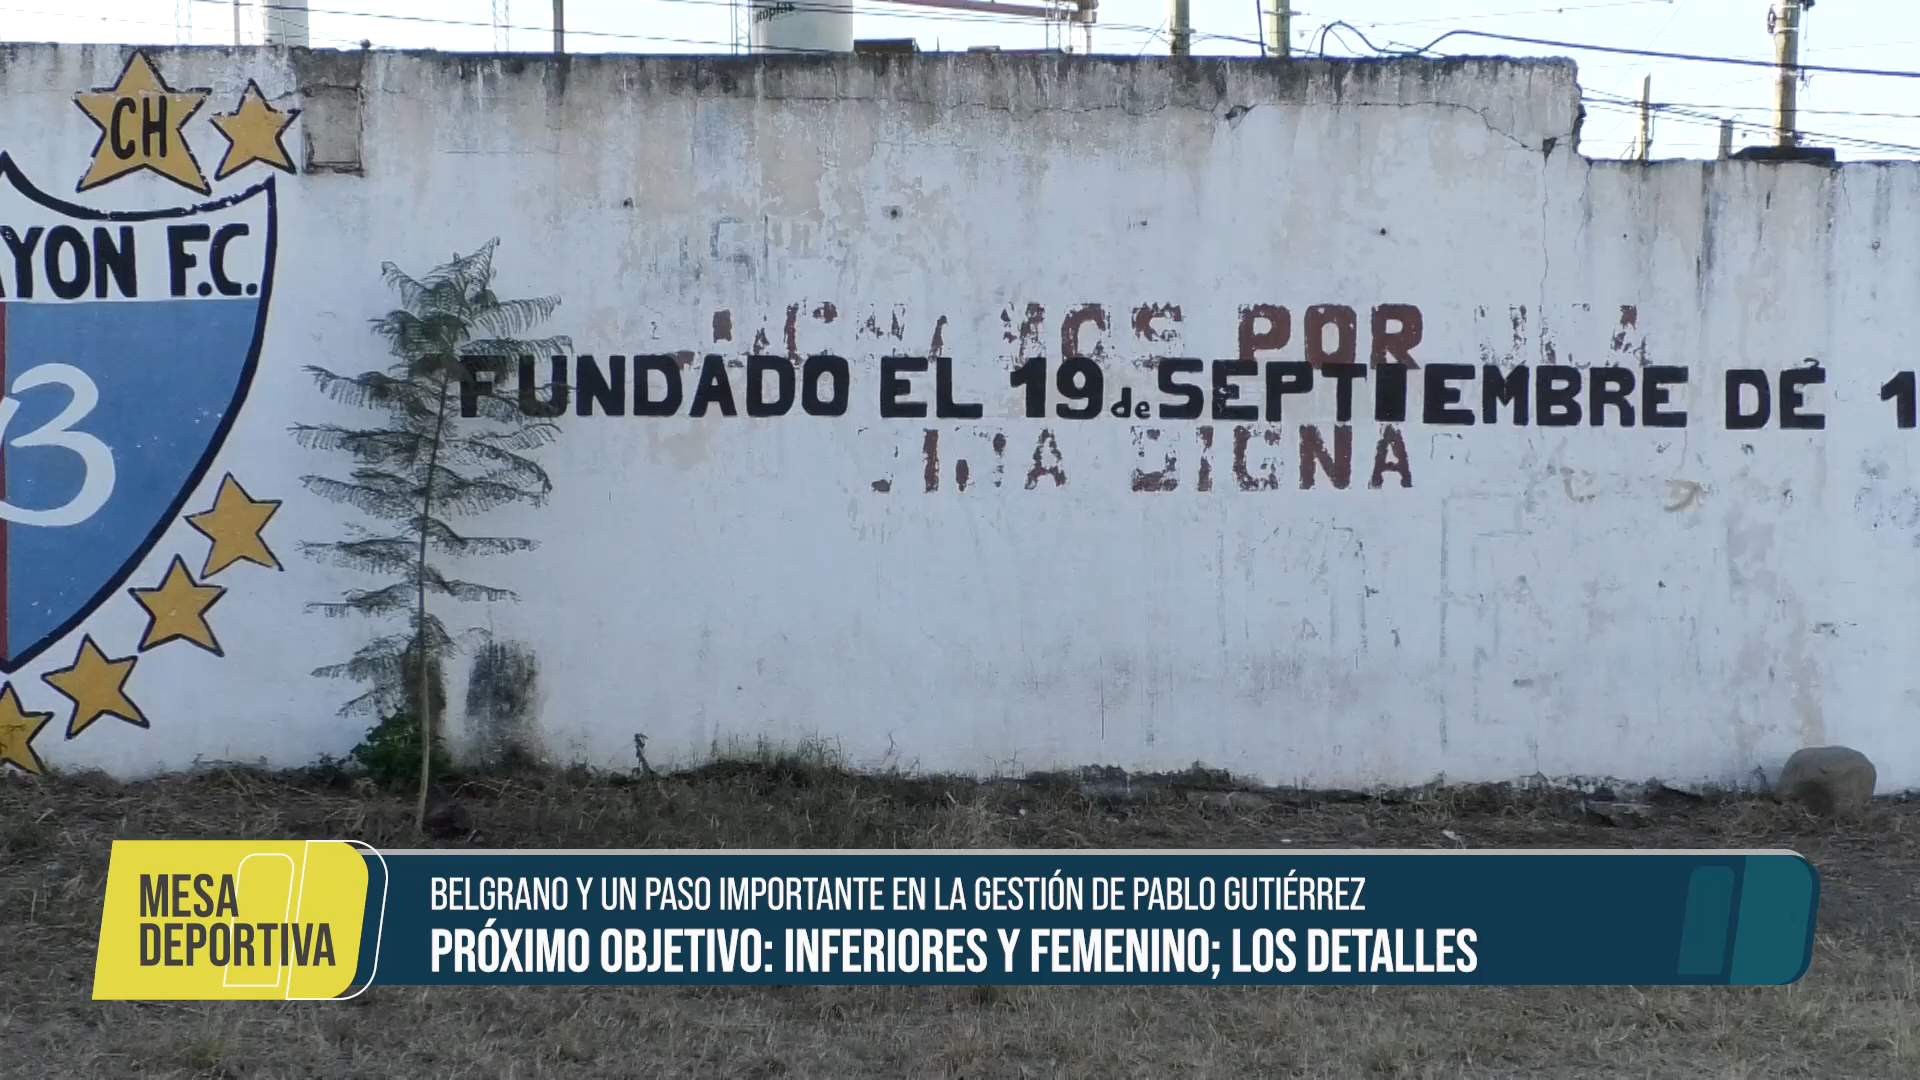 CH
YON F.C.
3
POR
FUNDADO EL 19 de SEPTIEMBRE DE 1
DIGNA
MESA
DEPORTIVA
BELGRANO Y UN PASO IMPORTANTE EN LA GESTIÓN DE PABLO GUTIÉRREZ
PRÓXIMO OBJETIVO: INFERIORES Y FEMENINO; LOS DETALLES